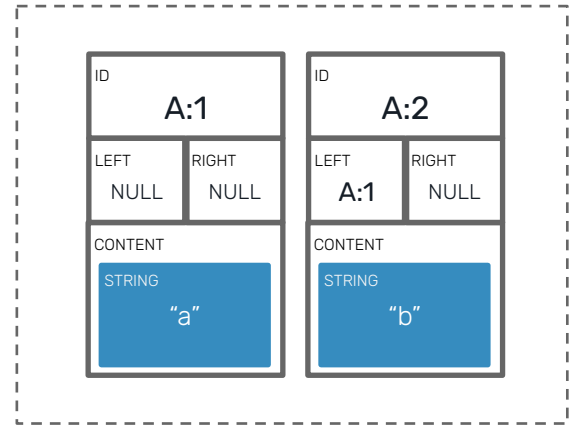 ID
A:1
LEFT
NULL
RIGHT
NULL
CONTENT
STRING
“a”
ID
A:2
LEFT
A:1
RIGHT
NULL
CONTENT
STRING
“b”